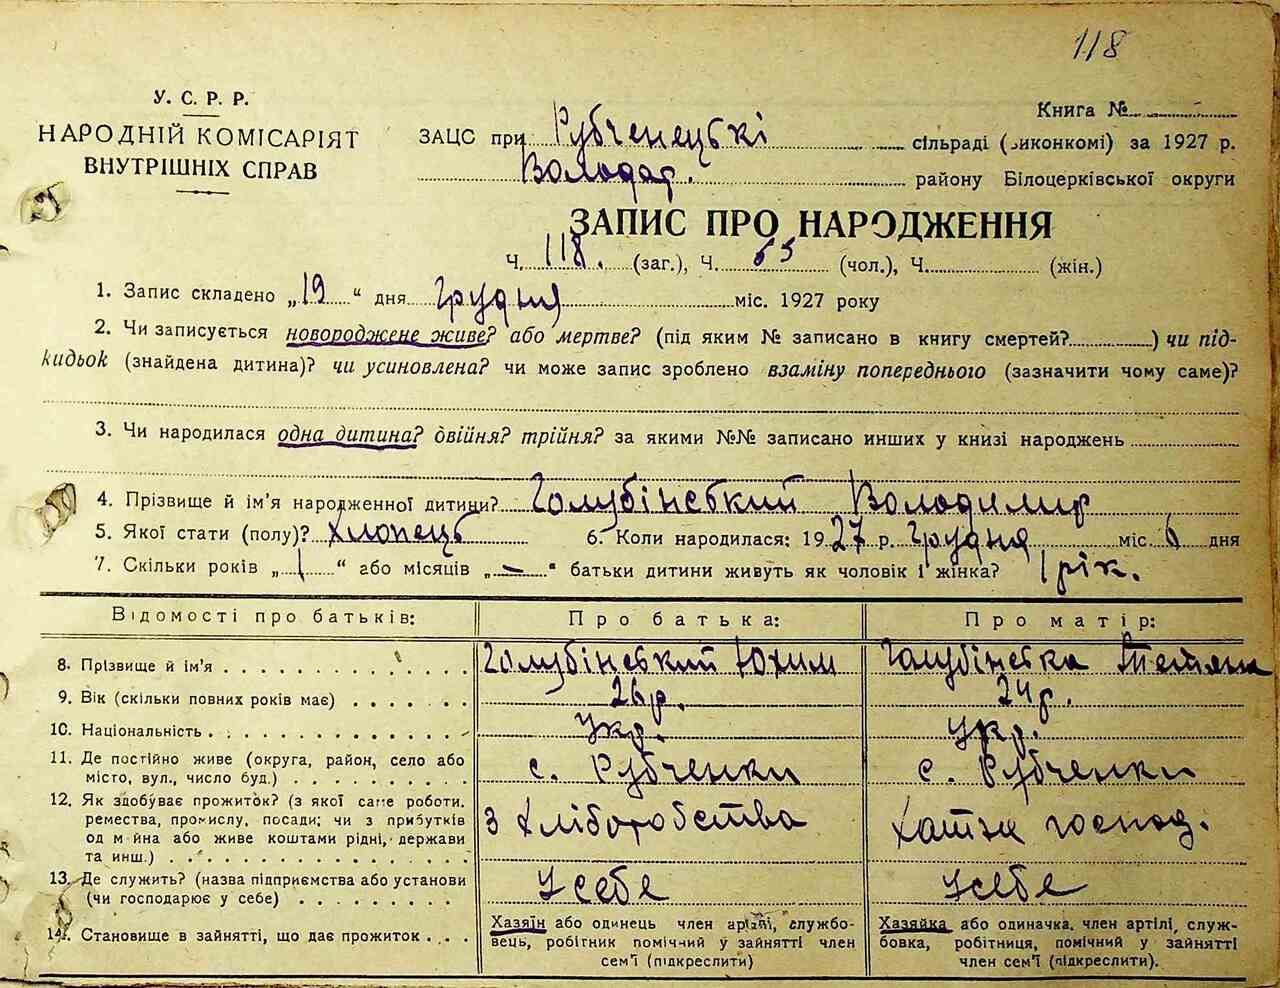 118
У. С. Р. Р.
НАРОДНІЙ КОМІСАРІЯТ
ВНУТРІШНІХ СПРАВ
Книга №
ЗАЦС при Рубченецькі сільраді (виконкомі) за 1927 р.
Володар. району Білоцерківської округи
ЗАПИС ПРО НАРОДЖЕННЯ
Ч. 118. (заг.), Ч. 65 (чол.), Ч. (жін.)
1. Запис складено „19“ дня грудня міс. 1927 року
2. Чи записується новороджене живе? або мертве? (під яким № записано в книгу смертей?) чи під-
кидьок (знайдена дитина)? чи усиновлена? чи може запис зроблено взаміну попереднього (зазначити чому саме)?
3. Чи народилася одна дитина? двійня? трійня? за якими №№ записано инших у книзі народжень
4. Прізвище й ім'я народженної дитини? Голубінський Володимир
5. Якої стати (полу)? Хлопець 6. Коли народилася: 1927 р. Грудня міс. 6 дня
7. Скільки років „1“ або місяців „–“ батьки дитини живуть як чоловік і жінка? 1 рік.
Відомості про батьків: Про батька: Про матір:
8. Прізвище й ім'я Голубінський Юхим Голубінська Тетяна
9. Вік (скільки повних років має) 26 р. 24 р.
10. Національність Укр. Укр.
11. Де постійно живе (округа, район, село або
місто, вул., число буд.) с. Рубченки с. Рубченки
12. Як здобуває прожиток? (з якої саме роботи,
ремества, промислу, посади; чи з прибутків
од майна або живе коштами рідні, держави
та инш.) З хліборобства хатне господ.
13. Де служить? (назва підприємства або установи
(чи господарює у себе) У себе У себе
14. Становище в зайнятті, що дає прожиток
Хазяїн або одинець член артілі, службо-
вець, робітник помічний у зайнятті член
сем'ї (підкреслити)
Хазяйка або одиначка. член артілі, служ-
бовка, робітниця, помічний у зайнятті
член сем'ї (підкреслити).